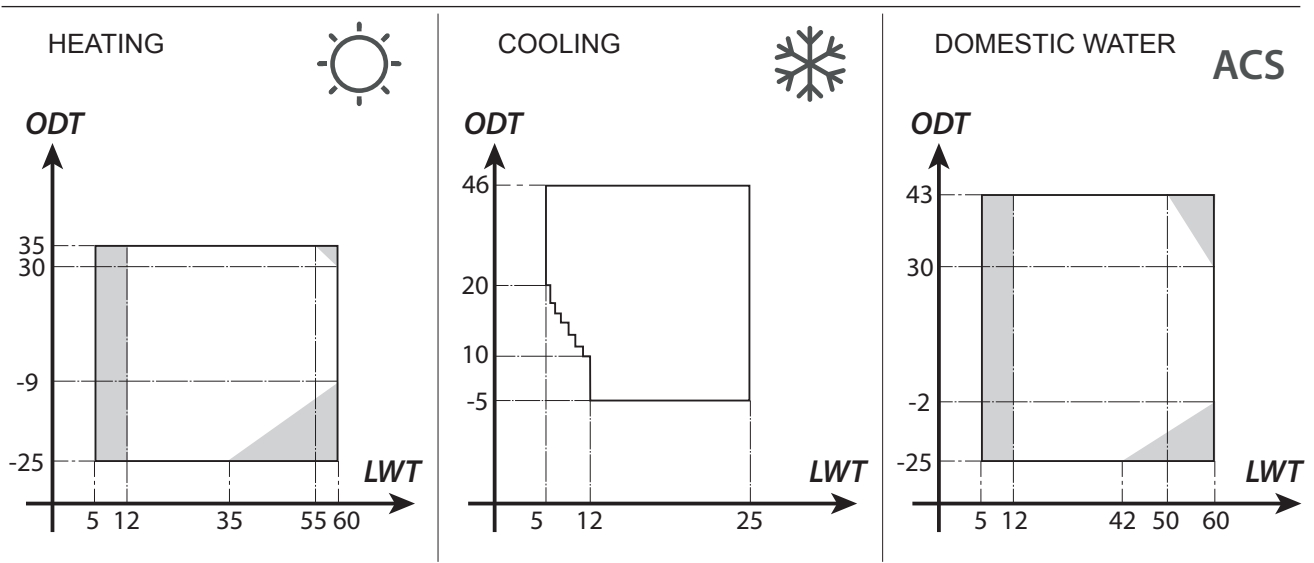 HEATING
ODT
35
30
-9
-25
LWT
5 12 35 55 60
COOLING
ODT
46
20
10
-5
LWT
5 12 25
DOMESTIC WATER
ACS
ODT
43
30
-2
-25
LWT
5 12 42 50 60